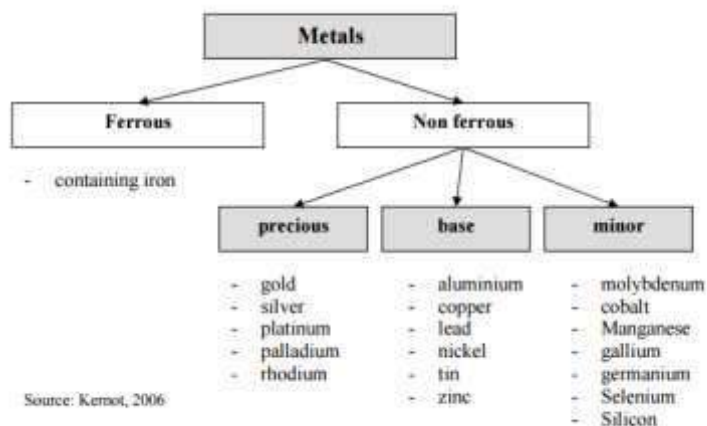 Metals
Ferrous
Non ferrous
- containing iron
precious
base
minor
- gold
- silver
- platinum
- palladium
- rhodium
- aluminium
- copper
- lead
- nickel
- tin
- zinc
- molybdenum
- cobalt
- Manganese
- gallium
- germanium
- Selenium
- Silicon
Source: Kernot, 2006